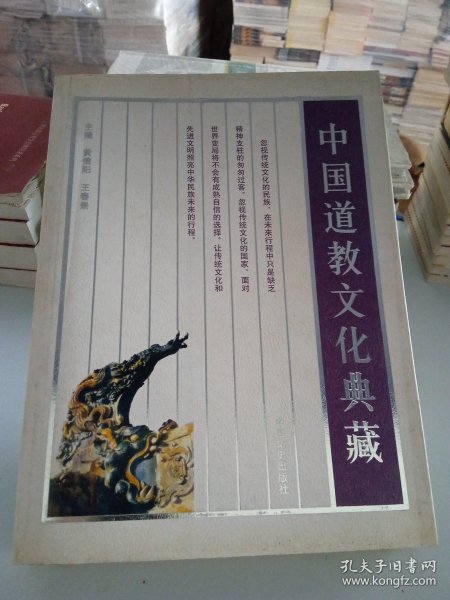 中国道教文化典藏
忽视传统文化的民族，在未来行程中只是缺乏
精神支柱的匆匆过客。忽视传统文化的国家，面对
世界变局将不会有成熟自信的选择。让传统文化和
先进文明照亮中华民族未来的行程。
主编 黄信阳 王春景
出版社
孔夫子旧书网
www.kongfz.com